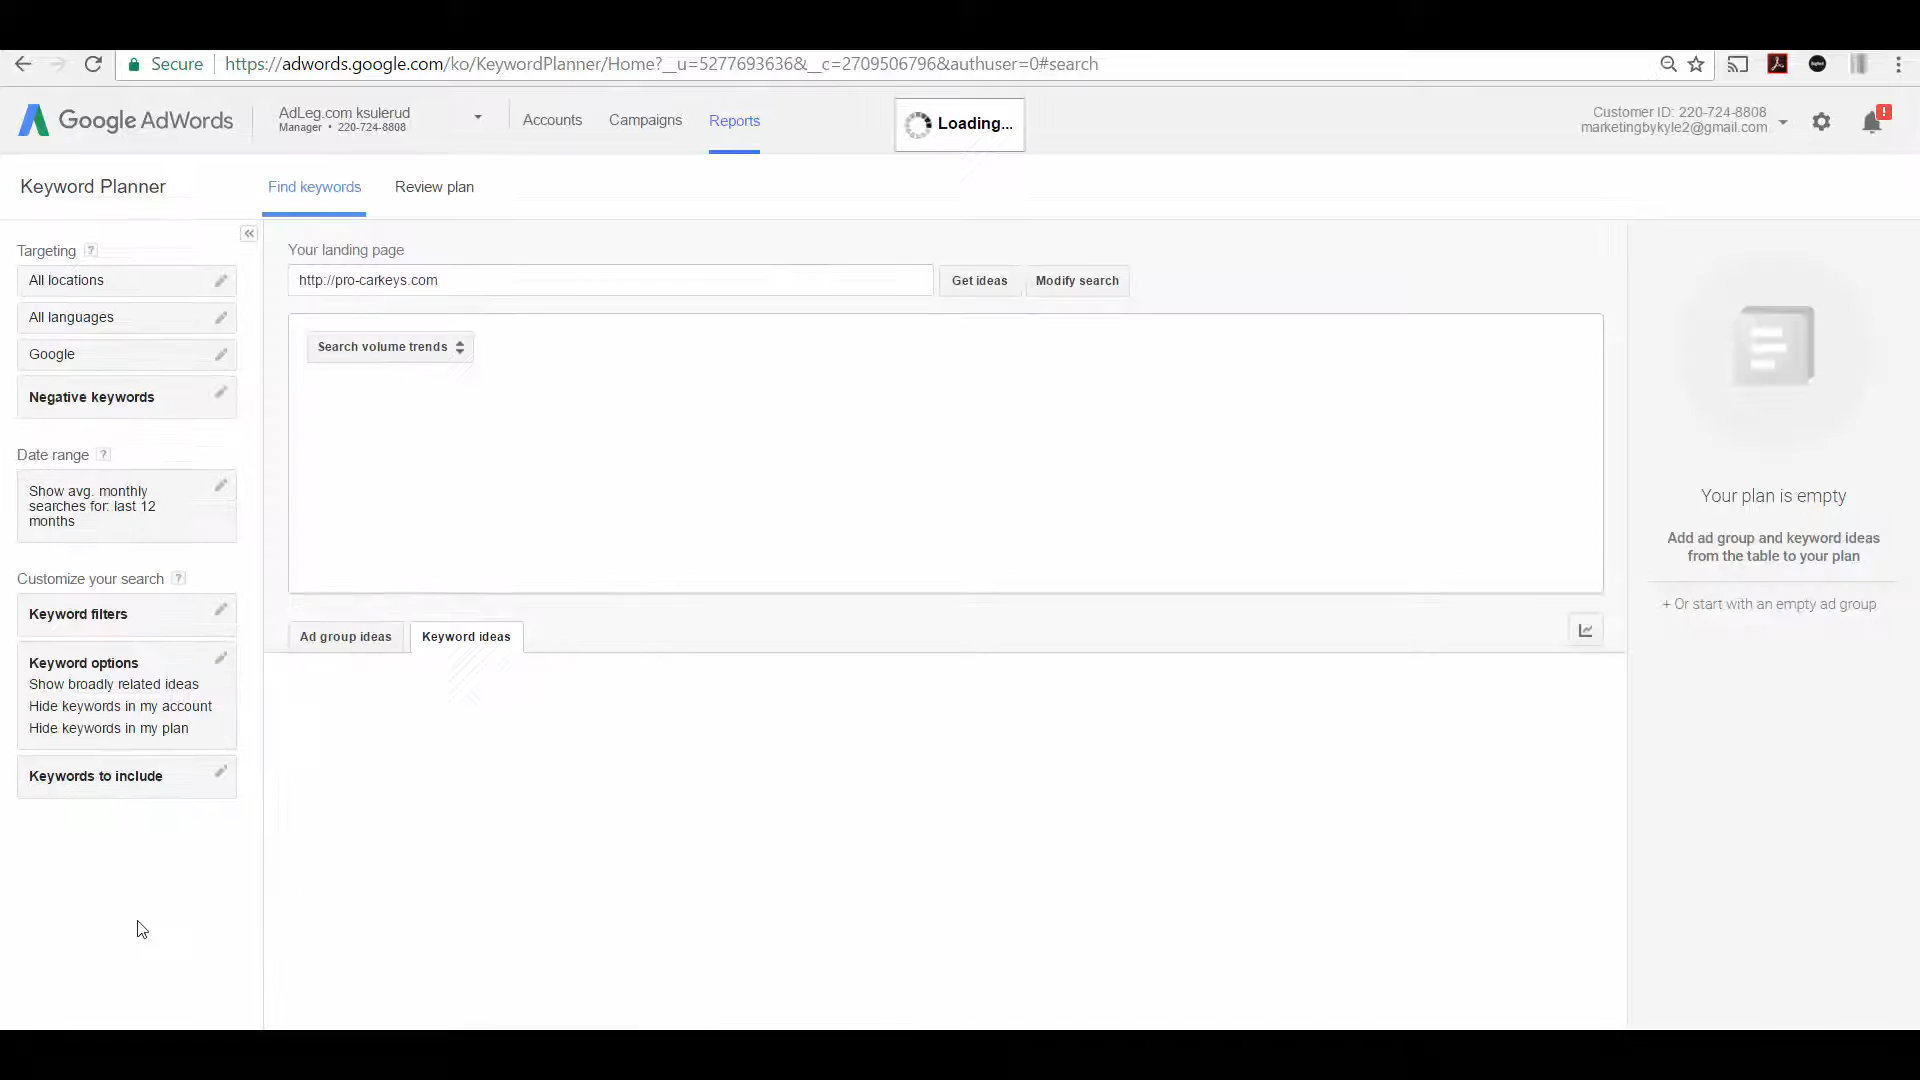 Secure
https://adwords.google.com/ko/KeywordPlanner/Home?__u=5277693636&__c=2709506796&authuser=0#search
Google AdWords
AdLeg.com ksulerud
Manager • 220-724-8808
Accounts
Campaigns
Reports
Loading...
Customer ID: 220-724-8808
marketingbykyle2@gmail.com
!
Keyword Planner
Find keywords
Review plan
«
Targeting ?
All locations
All languages
Google
Negative keywords
Date range ?
Show avg. monthly
searches for: last 12
months
Customize your search ?
Keyword filters
Keyword options
Show broadly related ideas
Hide keywords in my account
Hide keywords in my plan
Keywords to include
Your landing page
http://pro-carkeys.com
Get ideas
Modify search
Search volume trends
Ad group ideas
Keyword ideas
Your plan is empty
Add ad group and keyword ideas
from the table to your plan
+ Or start with an empty ad group